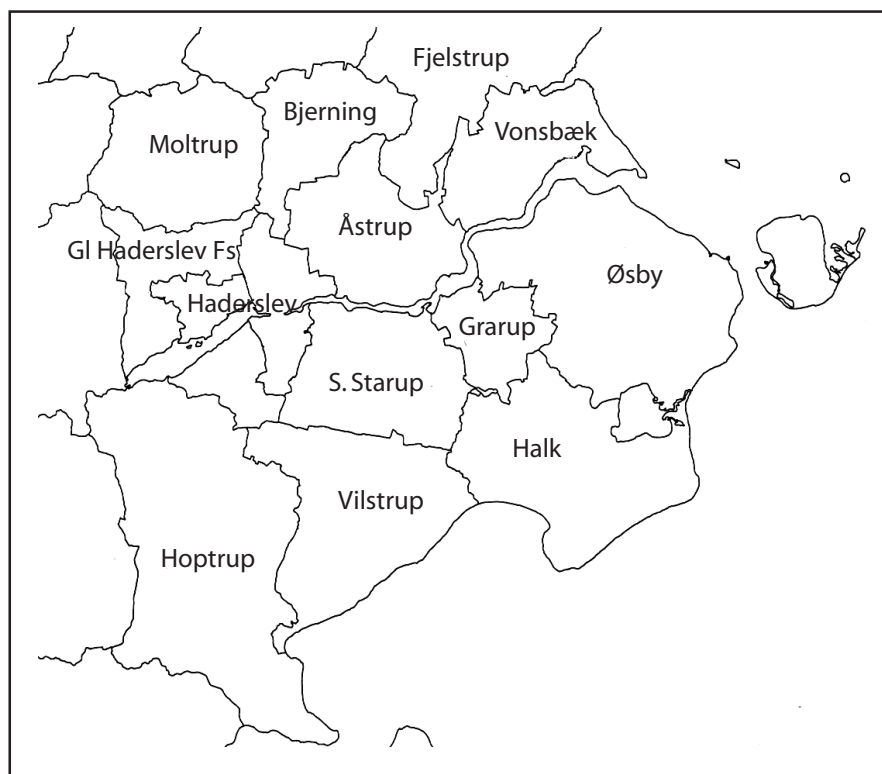 Fjelstrup
Bjerning
Vonsbæk
Moltrup
Åstrup
Gl Haderslev Fs
Øsby
Haderslev
Grarup
S. Starup
Halk
Vilstrup
Hoptrup